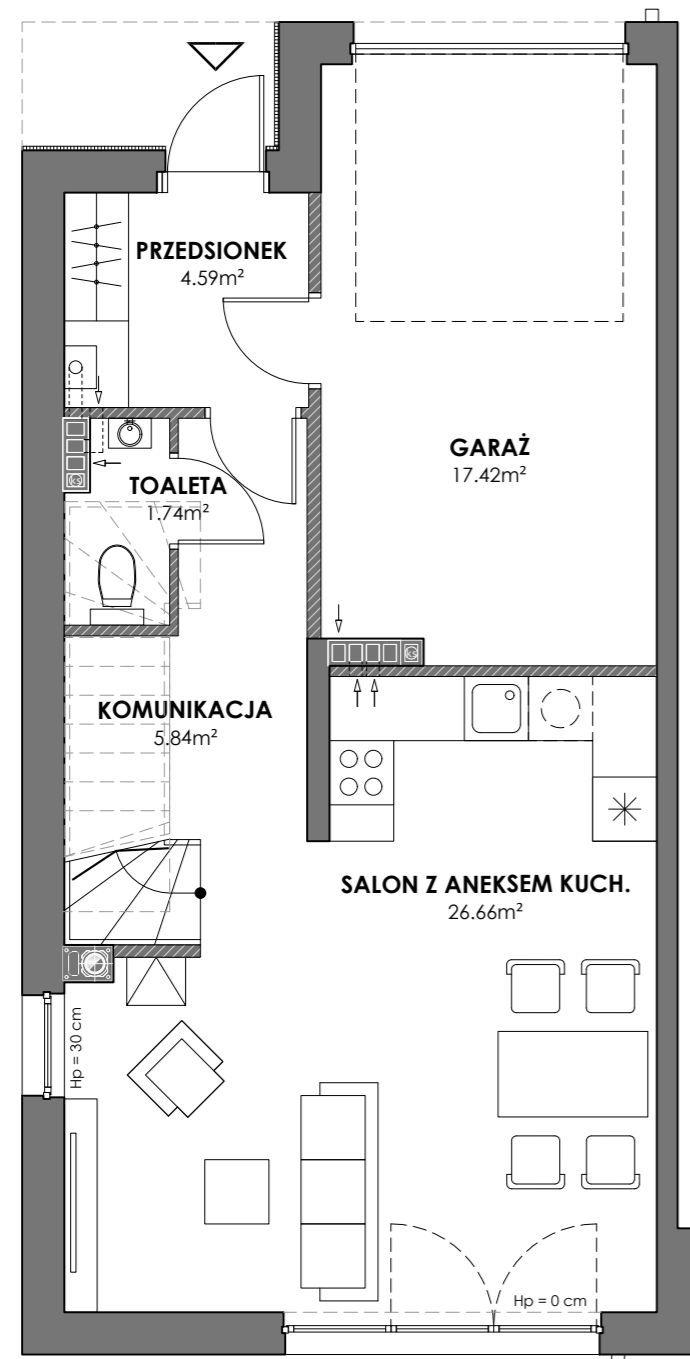 PRZEDSIONEK
4.59m²
GARAŻ
17.42m²
TOALETA
1.74m²
KOMUNIKACJA
5.84m²
SALON Z ANEKSEM KUCH.
26.66m²
Hp = 30 cm
Hp = 0 cm